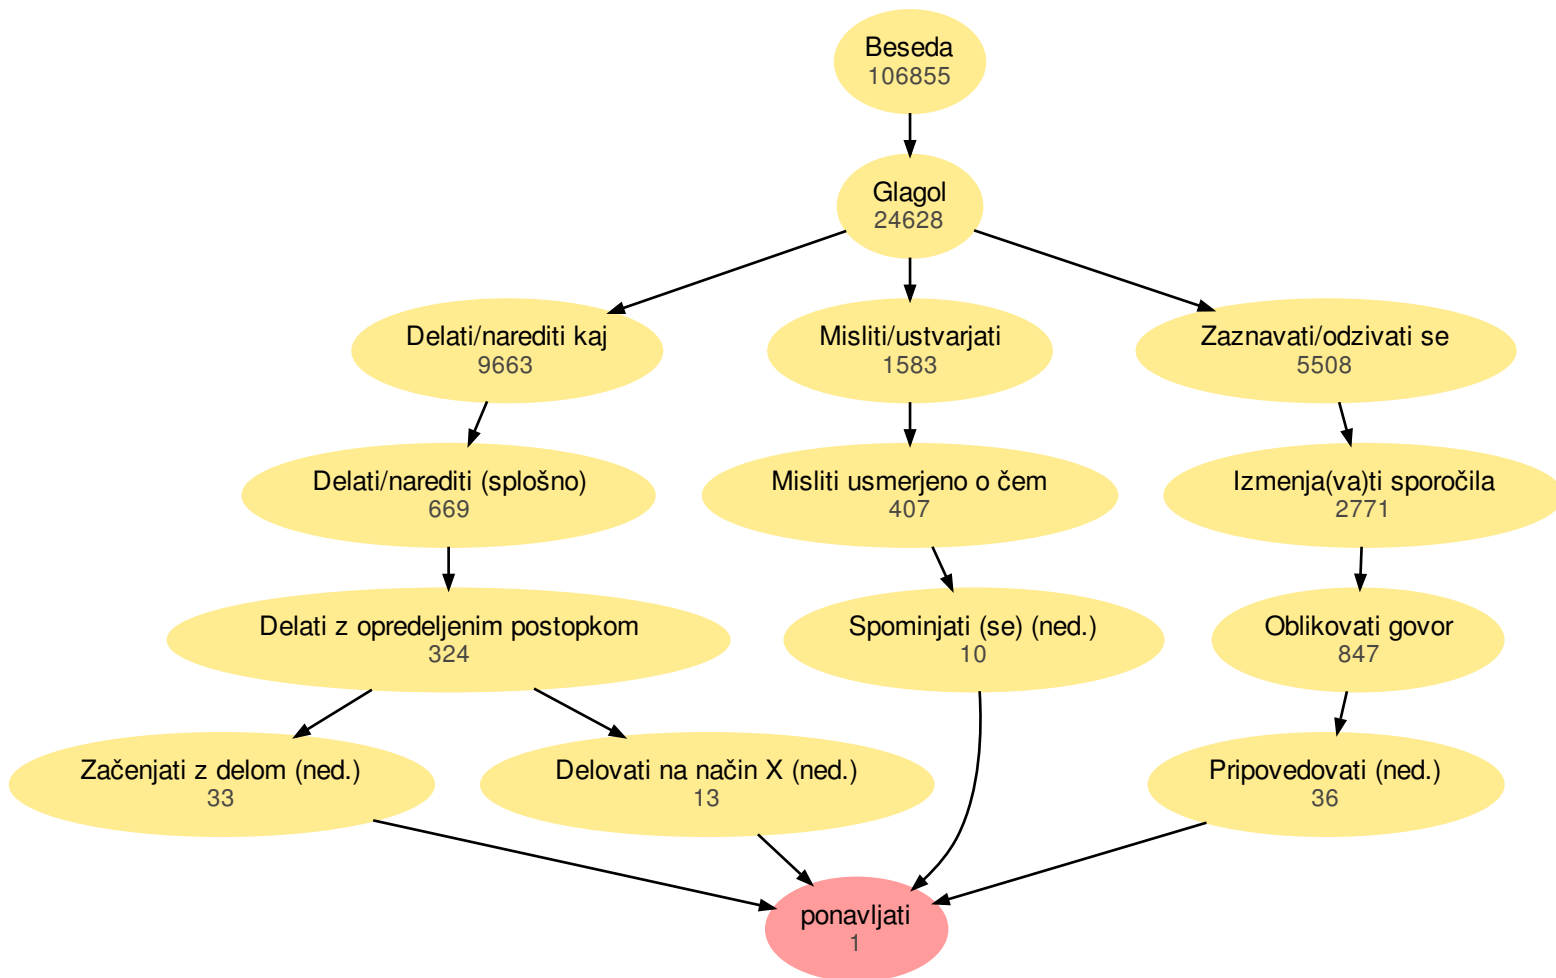 Beseda
106855
Glagol
24628
Delati/narediti kaj
9663
Misliti/ustvarjati
1583
Zaznavati/odzivati se
5508
Delati/narediti (splošno)
669
Misliti usmerjeno o čem
407
Izmenja(va)ti sporočila
2771
Delati z opredeljenim postopkom
324
Spominjati (se) (ned.)
10
Oblikovati govor
847
Začenjati z delom (ned.)
33
Delovati na način X (ned.)
13
Pripovedovati (ned.)
36
ponavljati
1